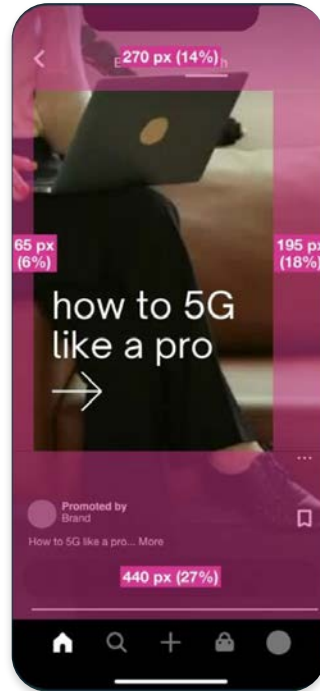 270 px (14%)
65 px
(6%)
195 px
(18%)
how to 5G
like a pro
Promoted by
Brand
How to 5G like a pro... More
440 px (27%)